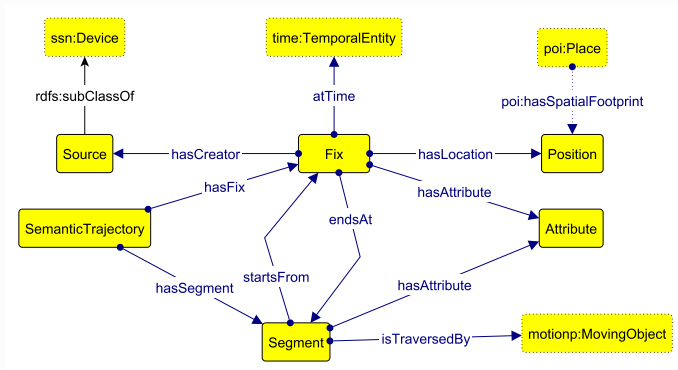 ssn:Device
time:TemporalEntity
poi:Place
rdfs:subClassOf
atTime
poi:hasSpatialFootprint
Source
hasCreator
Fix
hasLocation
Position
hasFix
hasAttribute
SemanticTrajectory
endsAt
Attribute
hasSegment
startsFrom
hasAttribute
Segment
isTraversedBy
motionp:MovingObject